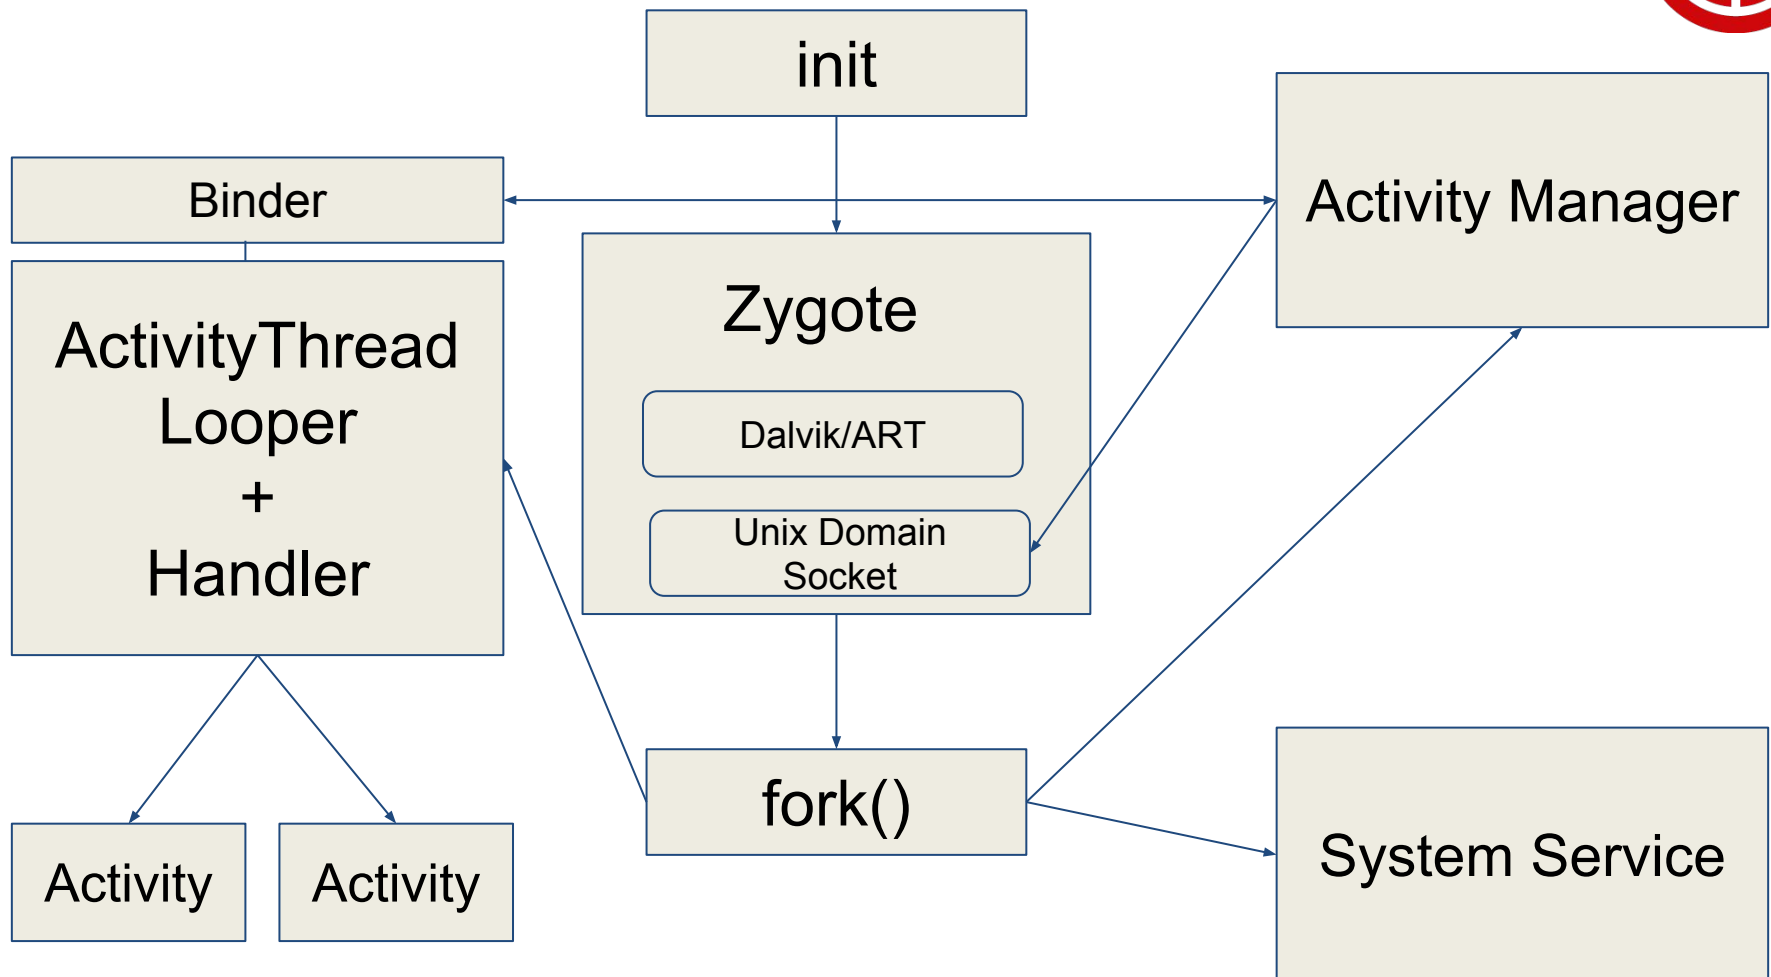 init
Activity Manager
Binder
Zygote
ActivityThread
Looper
+
Handler
Dalvik/ART
Unix Domain
Socket
fork()
System Service
Activity
Activity